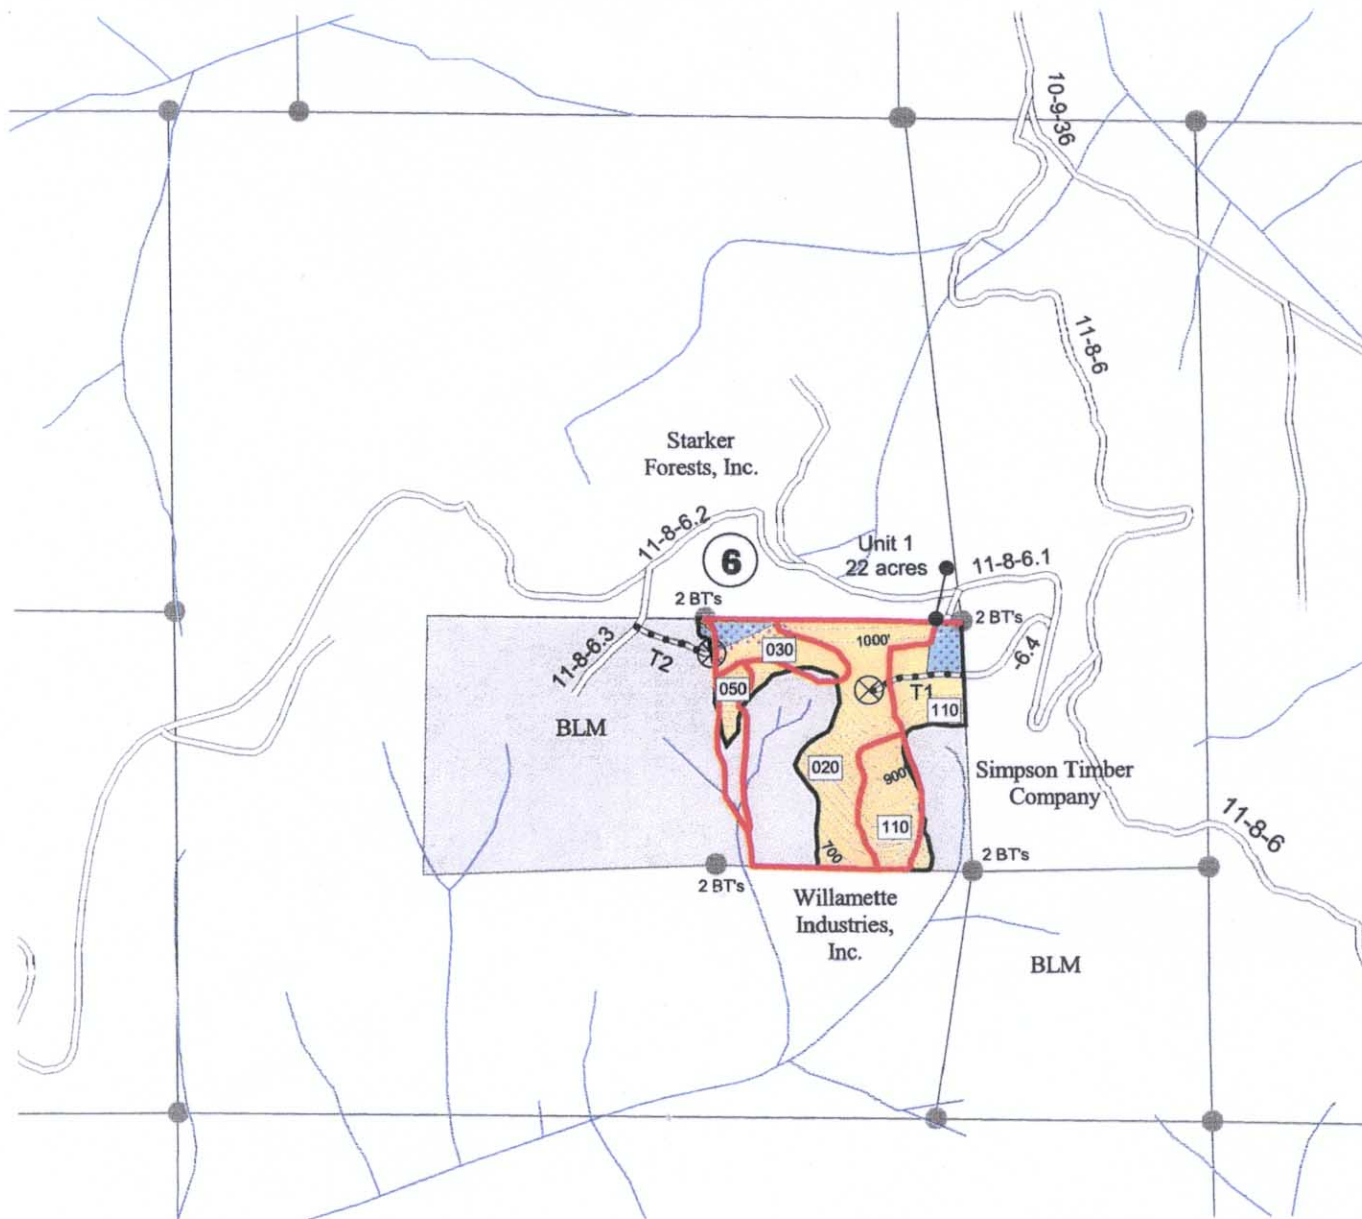 10-9-36
11-8-6
Starker
Forests, Inc.
11-8-6.2
6
Unit 1
22 acres
11-8-6.1
2 BT's
2 BT's
1000'
030
-6.4
T2
11-8-6.3
050
T1
110
BLM
020
900'
Simpson Timber
Company
11-8-6
110
700
2 BT's
2 BT's
Willamette
Industries,
Inc.
BLM